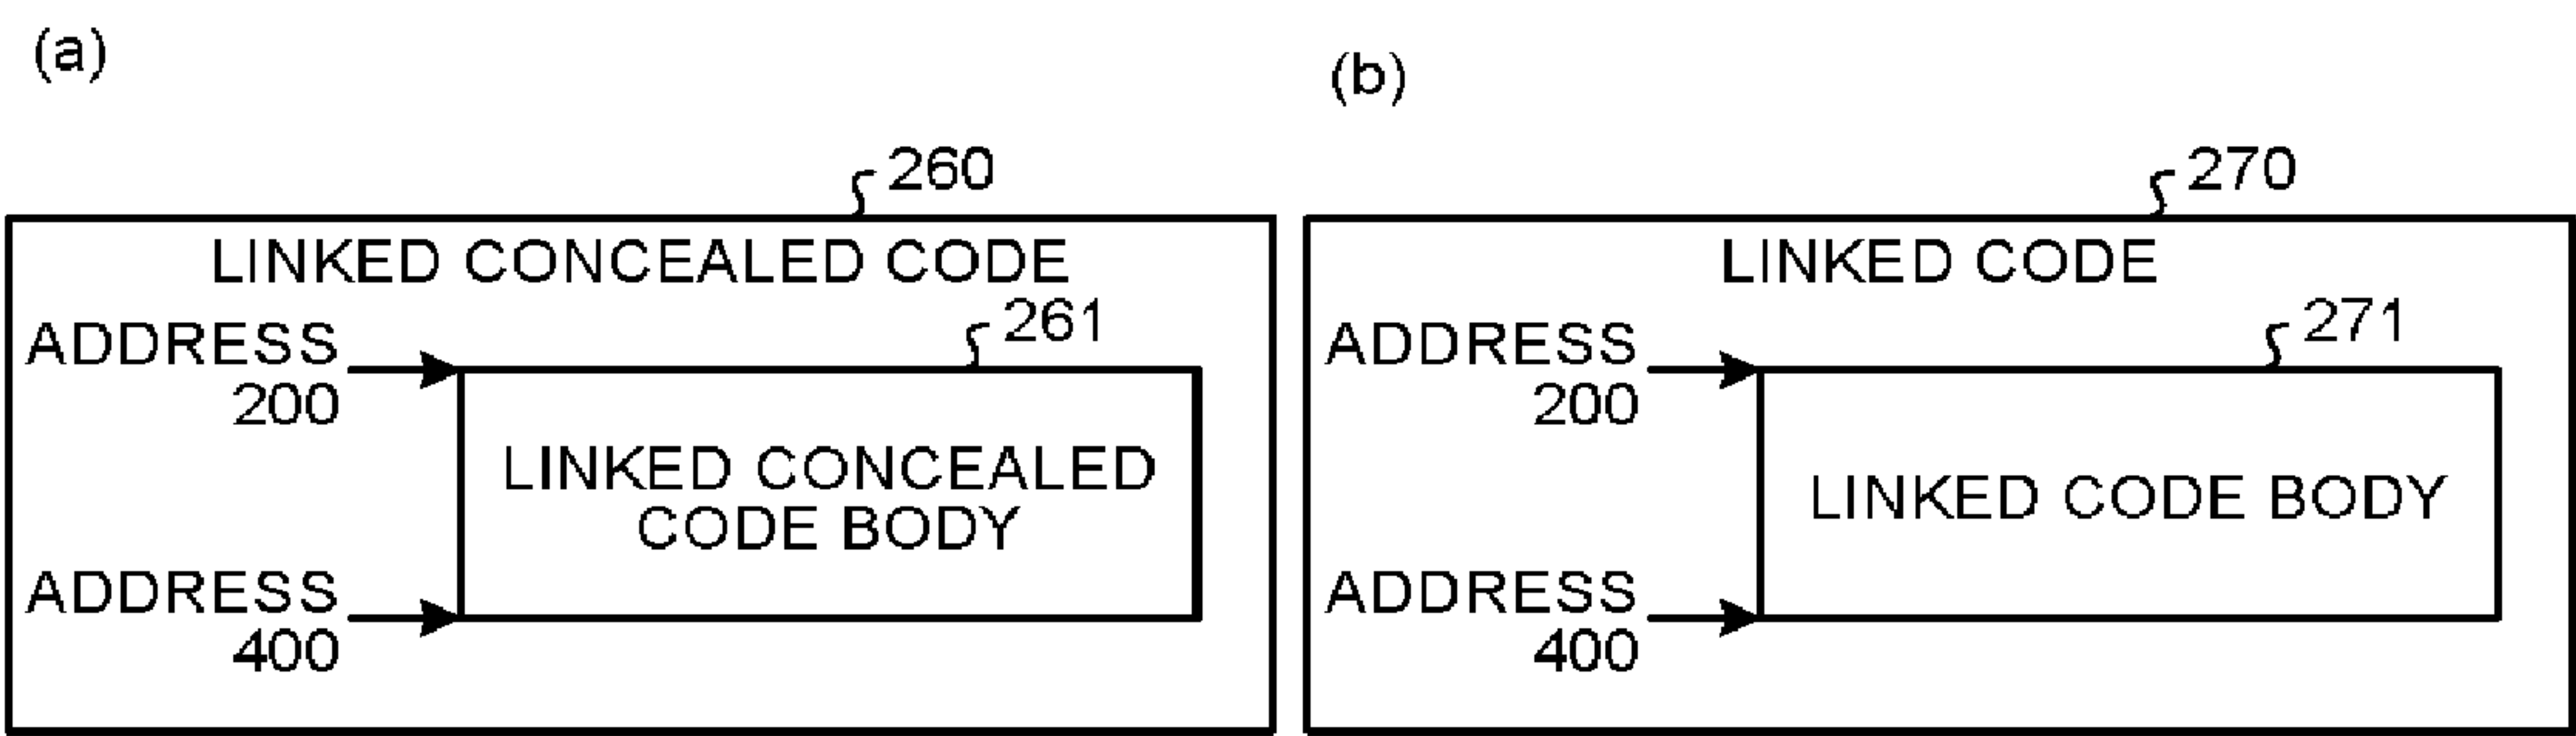 (a)
260
LINKED CONCEALED CODE
261
ADDRESS
200
LINKED CONCEALED
CODE BODY
ADDRESS
400
(b)
270
LINKED CODE
271
ADDRESS
200
LINKED CODE BODY
ADDRESS
400